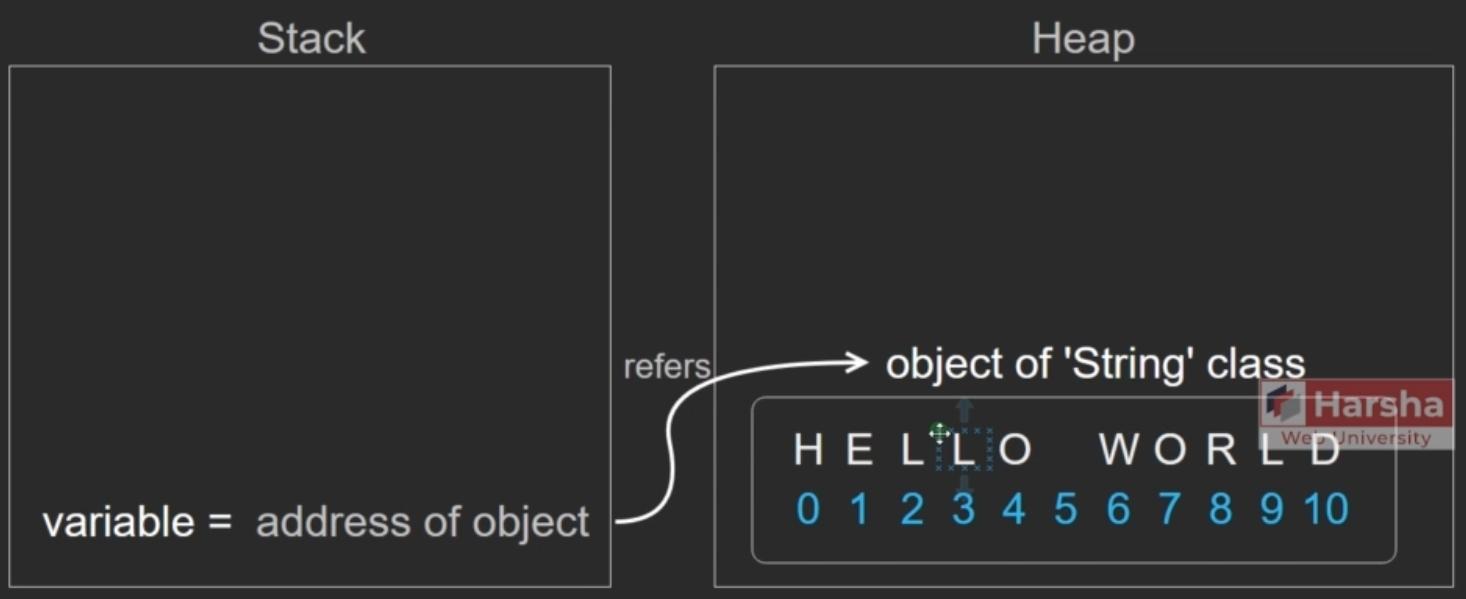 Stack
Heap
refers
object of 'String' class
Harsha
Web University
H E L L O W O R L D
0 1 2 3 4 5 6 7 8 9 10
variable = address of object